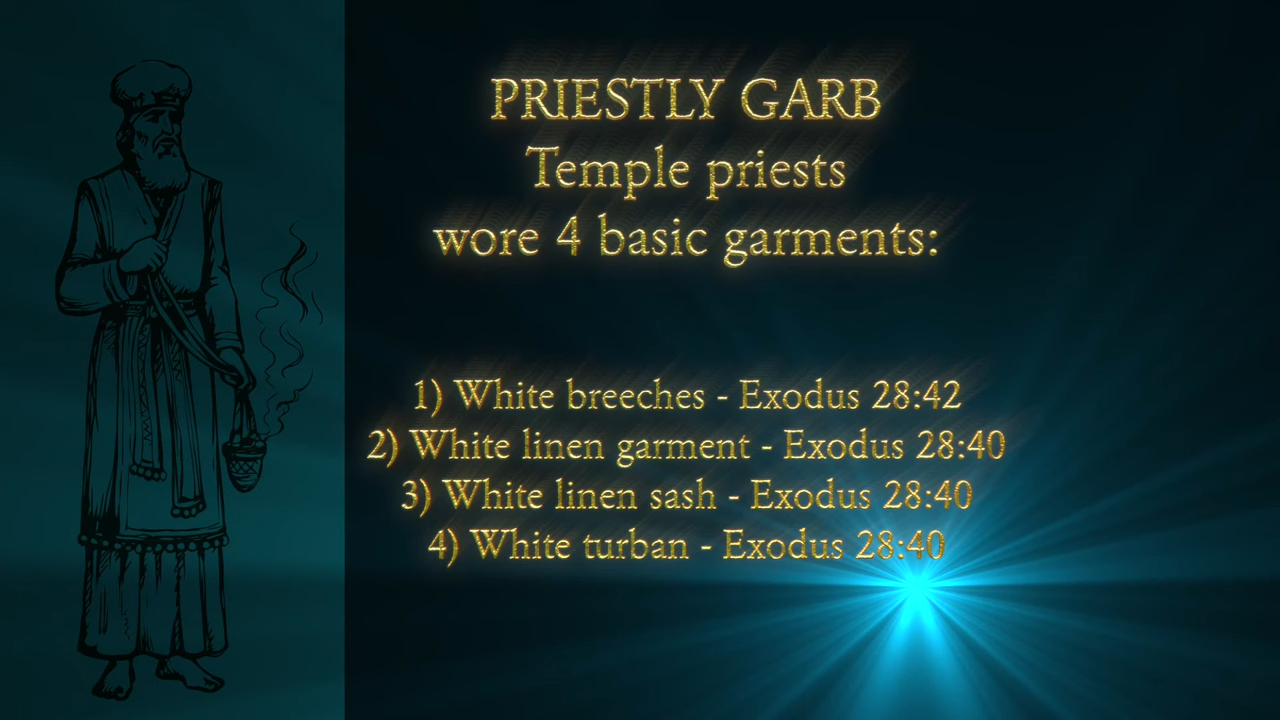 PRIESTLY GARB
Temple priests
wore 4 basic garments:
1) White breeches - Exodus 28:42
2) White linen garment - Exodus 28:40
3) White linen sash - Exodus 28:40
4) White turban - Exodus 28:40